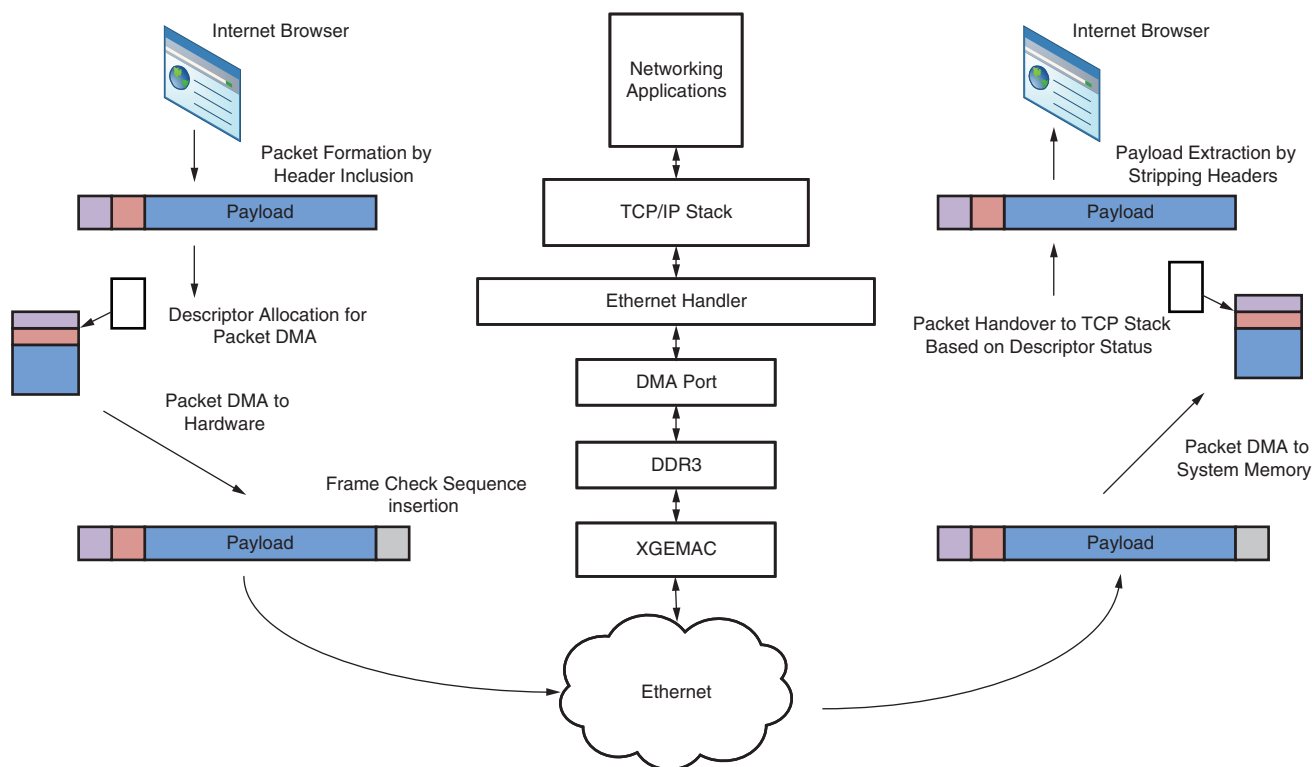 Internet Browser
Packet Formation by
Header Inclusion
Payload
Descriptor Allocation for
Packet DMA
Packet DMA to
Hardware
Frame Check Sequence
insertion
Payload
Networking
Applications
TCP/IP Stack
Ethernet Handler
DMA Port
DDR3
XGEMAC
Ethernet
Internet Browser
Payload Extraction by
Stripping Headers
Payload
Packet Handover to TCP Stack
Based on Descriptor Status
Packet DMA to
System Memory
Payload